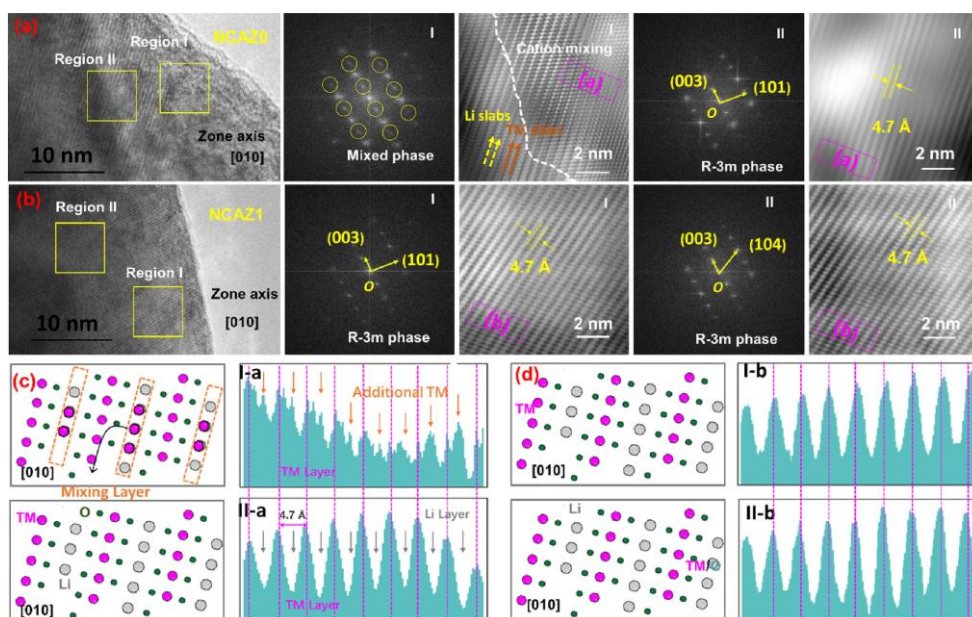 (a)
Region I
Region II
NCAZ0
Zone axis
[010]
10 nm
I
Mixed phase
I
Cation mixing
(a)
Li slabs
TM slabs
2 nm
II
(003)
(101)
O
R-3m phase
II
4.7 Å
(a)
2 nm
(b)
Region II
NCAZ1
Region I
Zone axis
[010]
10 nm
I
(003)
(101)
O
R-3m phase
I
4.7 Å
(b)
2 nm
II
(003)
(104)
O
R-3m phase
II
4.7 Å
(b)
2 nm
(c)
[010]
Mixing Layer
I-a
Additional TM
TM Layer
TM
O
Li
[010]
II-a
4.7 Å
Li Layer
TM Layer
(d)
TM
[010]
I-b
Li
TM/O
[010]
II-b